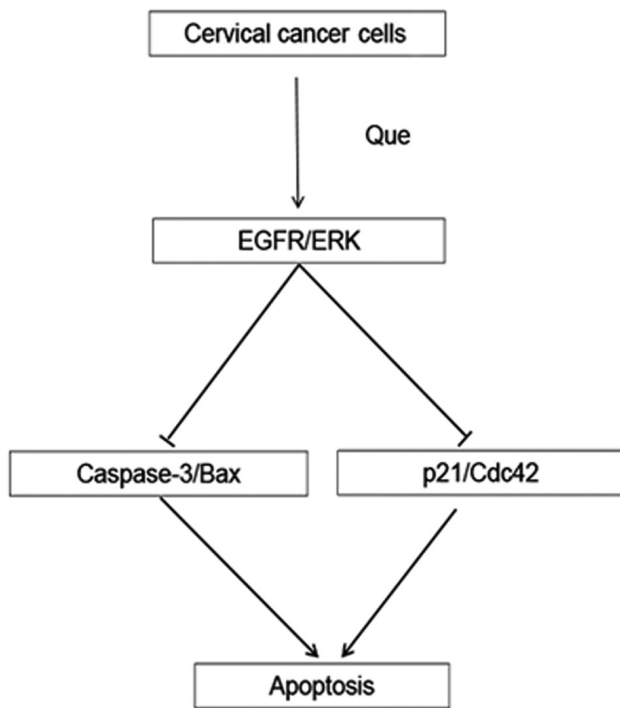 Cervical cancer cells
Que
EGFR/ERK
Caspase-3/Bax
p21/Cdc42
Apoptosis